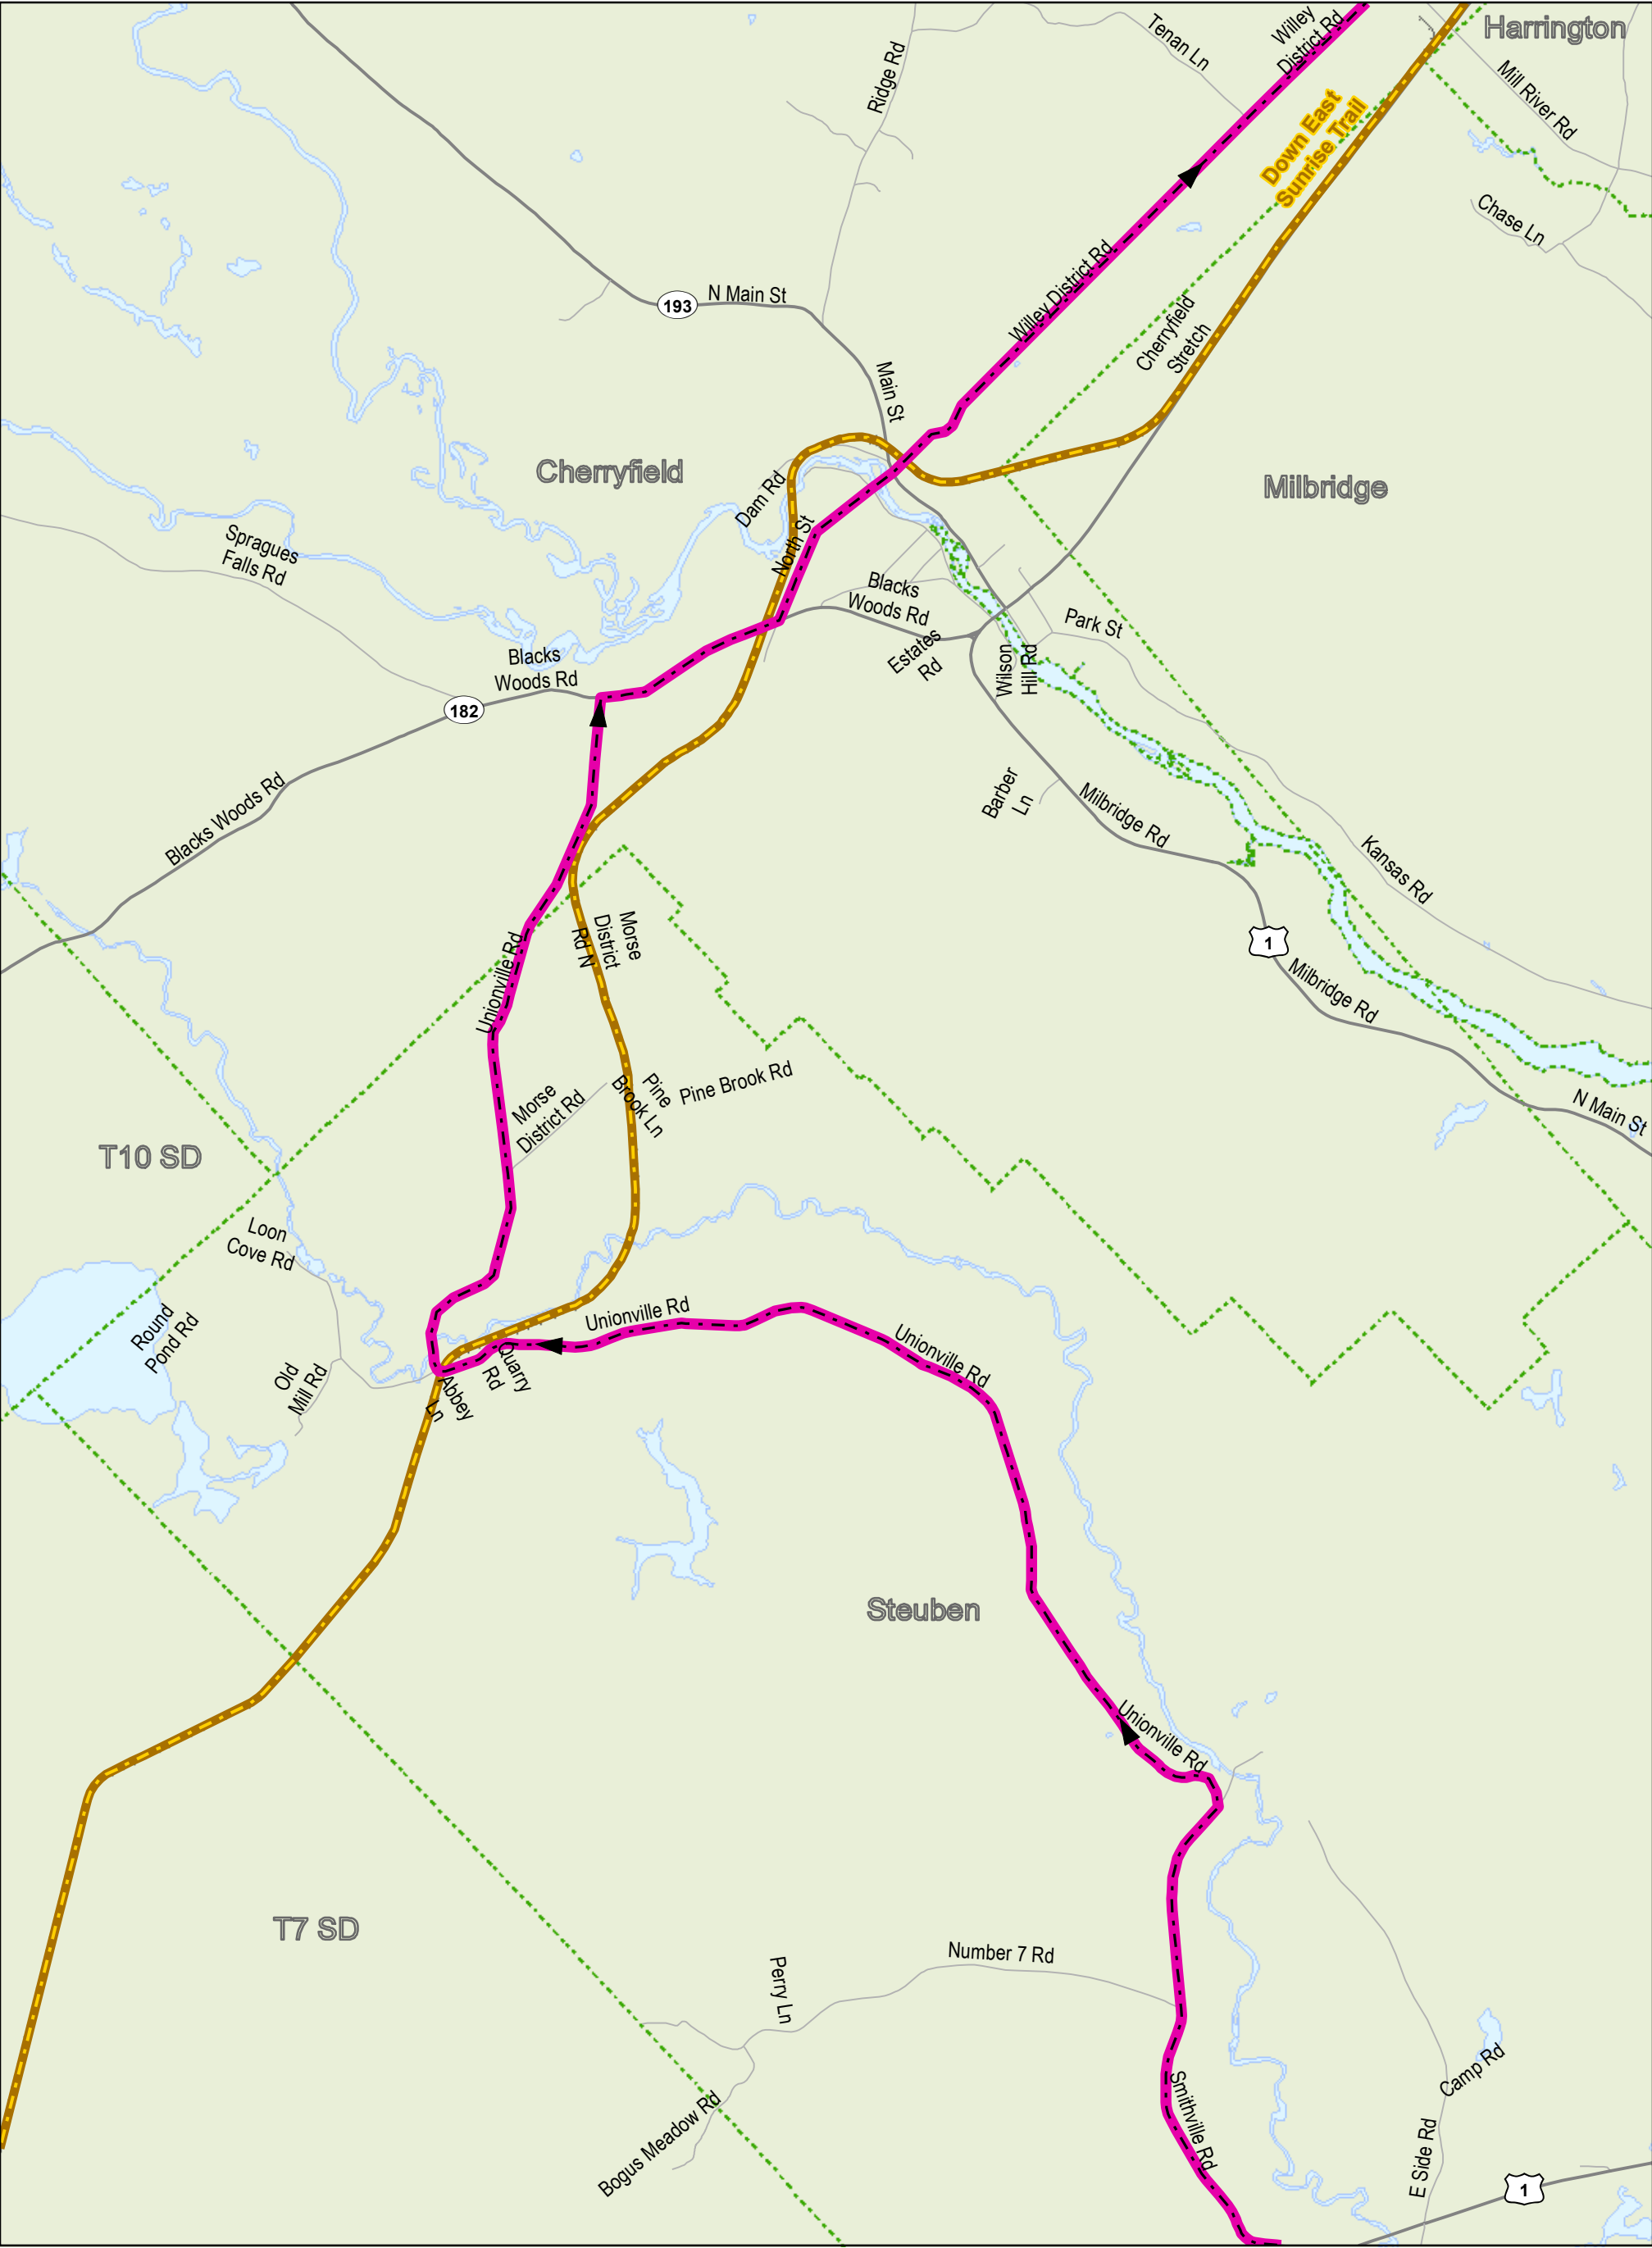 Harrington
Willey
District Rd
Tenan Ln
Ridge Rd
Mill River Rd
Down East
Sunrise Trail
Chase Ln
Willey District Rd
193
N Main St
Cherryfield
Stretch
Main St
Cherryfield
Milbridge
Dam Rd
North St
Spragues
Falls Rd
Blacks
Woods Rd
Park St
Estates
Rd
Wilson
Hill Rd
Blacks
Woods Rd
182
Blacks Woods Rd
Barber
Ln
Milbridge Rd
Kansas Rd
Morse
District
Rd N
Unionville Rd
1
Milbridge Rd
Pine
Brook Ln
Pine Brook Rd
Morse
District Rd
N Main St
T10 SD
Loon
Cove Rd
Round
Pond Rd
Unionville Rd
Unionville Rd
Quarry
Rd
Old
Mill Rd
Abbey
Ln
Steuben
Unionville Rd
T7 SD
Number 7 Rd
Perry Ln
Camp Rd
Bogus Meadow Rd
Smithville Rd
E Side Rd
1